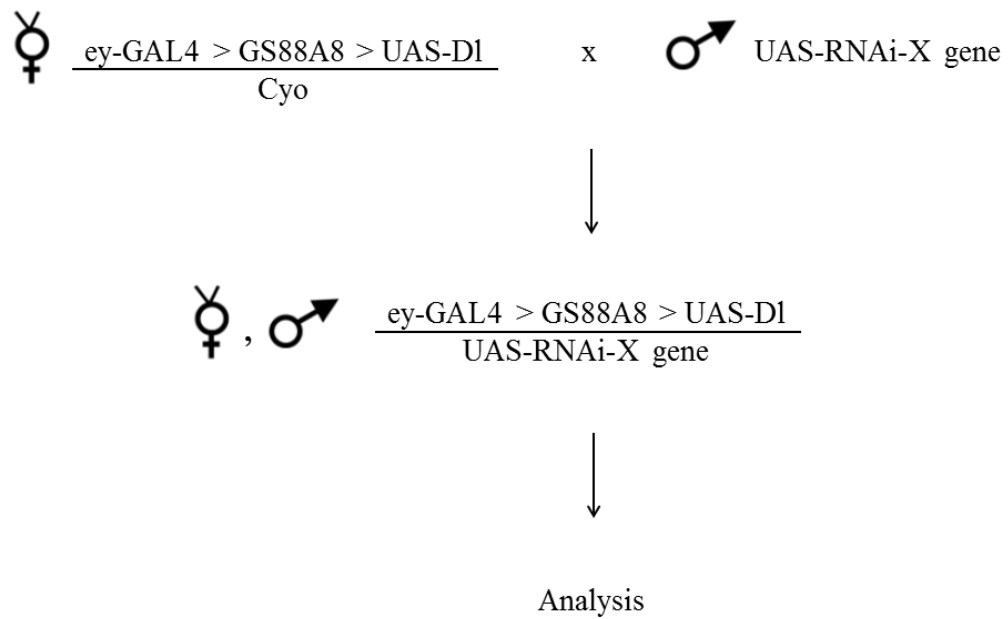 ey-GAL4 > GS88A8 > UAS-Dl x UAS-RNAi-X gene
Cyo
, ey-GAL4 > GS88A8 > UAS-Dl
UAS-RNAi-X gene
Analysis